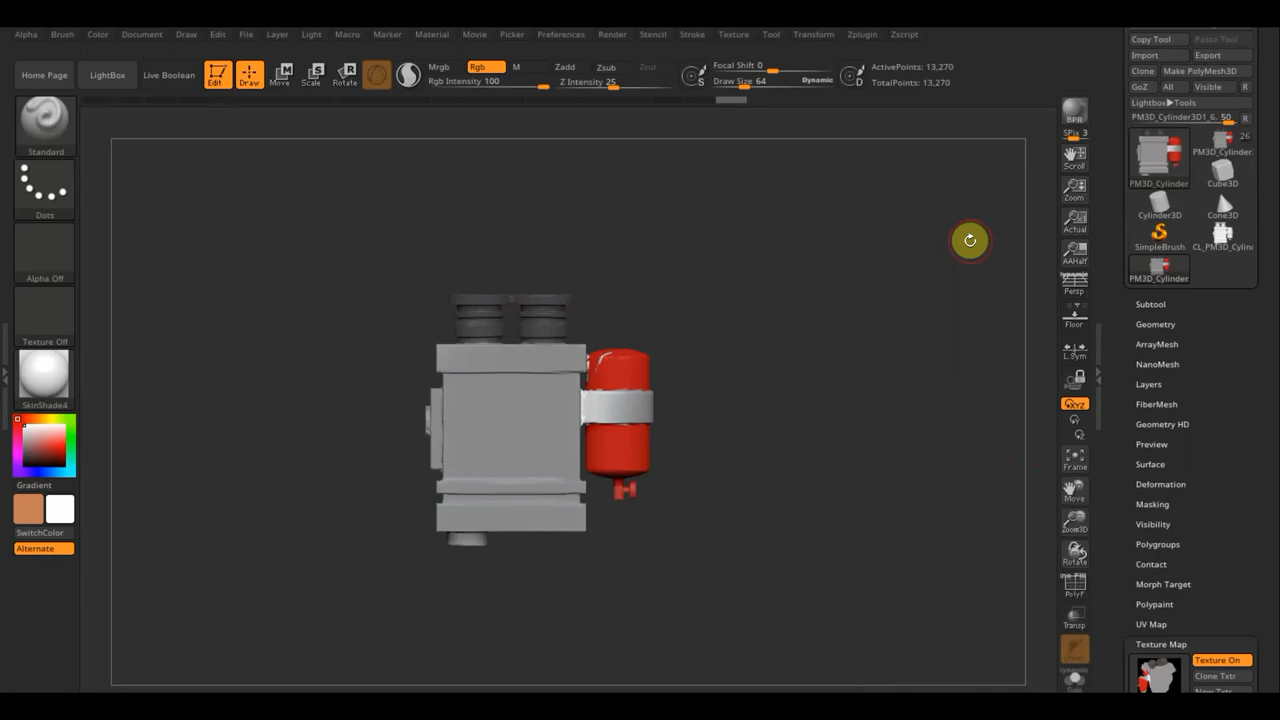 Alpha Brush Color Document Draw Edit File Layer Light Macro Marker Material Movie Picker Preferences Render Stencil Stroke Texture Tool Transform Zplugin Zscript
Home Page LightBox Live Boolean Edit Draw Move Scale Rotate
Mrgb Rgb M Zadd Zsub Zcut
Rgb Intensity 100 Z Intensity 25
Focal Shift 0
Draw Size 64 Dynamic
ActivePoints: 13,270
TotalPoints: 13,270
Standard
Dots
Alpha Off
Texture Off
SkinShade4
Gradient
SwitchColor
Alternate
BPR
SPix 3
Scroll
Zoom
Actual
AAHalf
Persp
Floor
L.Sym
XYZ
Frame
Move
Zoom3D
Rotate
PolyF
Transp
Solo
Copy Tool Paste Tool
Import Export
Clone Make PolyMesh3D
GoZ All Visible R
Lightbox▶Tools
PM3D_Cylinder3D1_6. 50 R
26
PM3D_Cylinder PM3D_Cylinder
Cube3D
Cylinder3D Cone3D
SimpleBrush CL_PM3D_Cylin
PM3D_Cylinder
Subtool
Geometry
ArrayMesh
NanoMesh
Layers
FiberMesh
Geometry HD
Preview
Surface
Deformation
Masking
Visibility
Polygroups
Contact
Morph Target
Polypaint
UV Map
Texture Map
Texture On
Clone Txtr